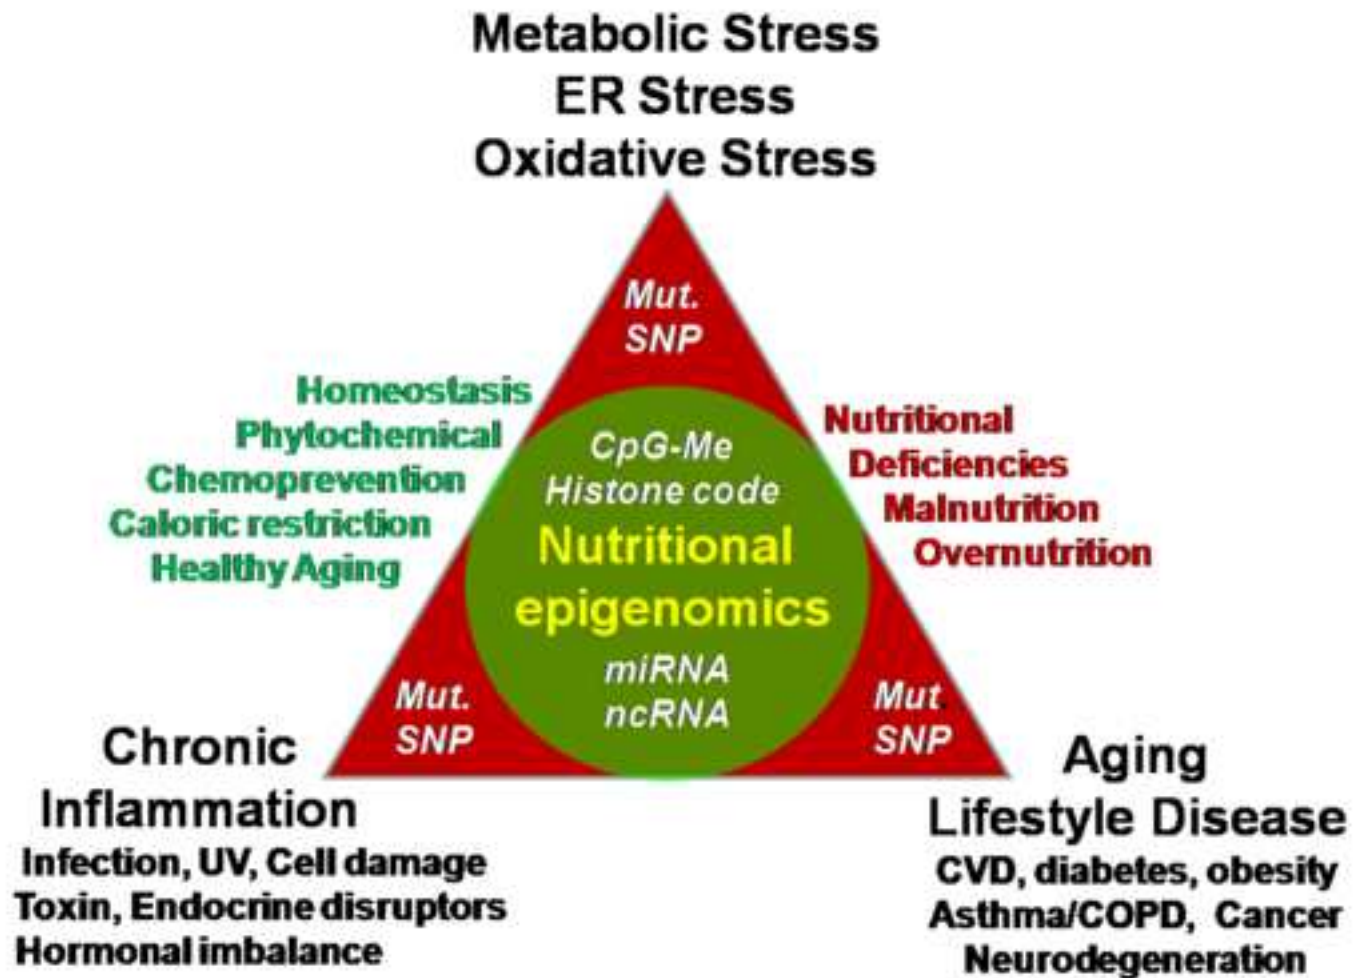 Metabolic Stress
ER Stress
Oxidative Stress
Mut.
SNP
Homeostasis
Phytochemical
Chemoprevention
Caloric restriction
Healthy Aging
Nutritional
Deficiencies
Malnutrition
Overnutrition
CpG-Me
Histone code
Nutritional
epigenomics
miRNA
ncRNA
Mut.
SNP
Mut.
SNP
Chronic
Inflammation
Infection, UV, Cell damage
Toxin, Endocrine disruptors
Hormonal imbalance
Aging
Lifestyle Disease
CVD, diabetes, obesity
Asthma/COPD, Cancer
Neurodegeneration